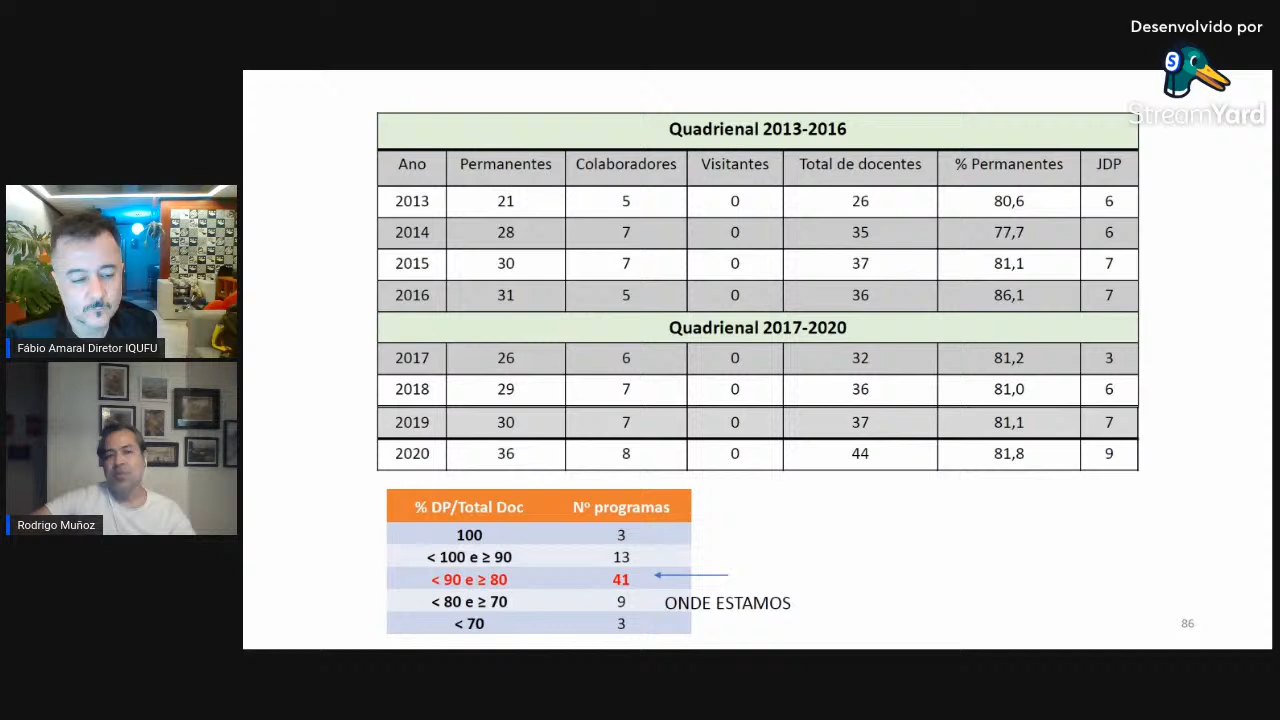 Desenvolvido por
S
StreamYard
Quadrienal 2013-2016
Ano Permanentes Colaboradores Visitantes Total de docentes % Permanentes JDP
2013 21 5 0 26 80,6 6
2014 28 7 0 35 77,7 6
2015 30 7 0 37 81,1 7
2016 31 5 0 36 86,1 7
Quadrienal 2017-2020
2017 26 6 0 32 81,2 3
2018 29 7 0 36 81,0 6
2019 30 7 0 37 81,1 7
2020 36 8 0 44 81,8 9
Fábio Amaral Diretor IQUFU
Rodrigo Muñoz
% DP/Total Doc Nº programas
100 3
< 100 e ≥ 90 13
< 90 e ≥ 80 41
< 80 e ≥ 70 9
< 70 3
ONDE ESTAMOS
86